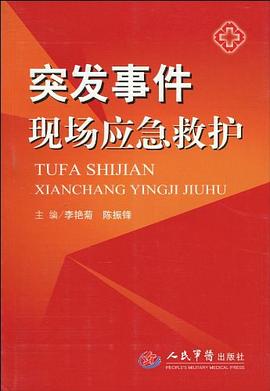 突发事件
现场应急救护
TUFA SHIJIAN
XIANCHANG YINGJI JIUHU
主 编/李艳菊 陈振锋
人民军医出版社
PEOPLE'S MILITARY MEDICAL PRESS